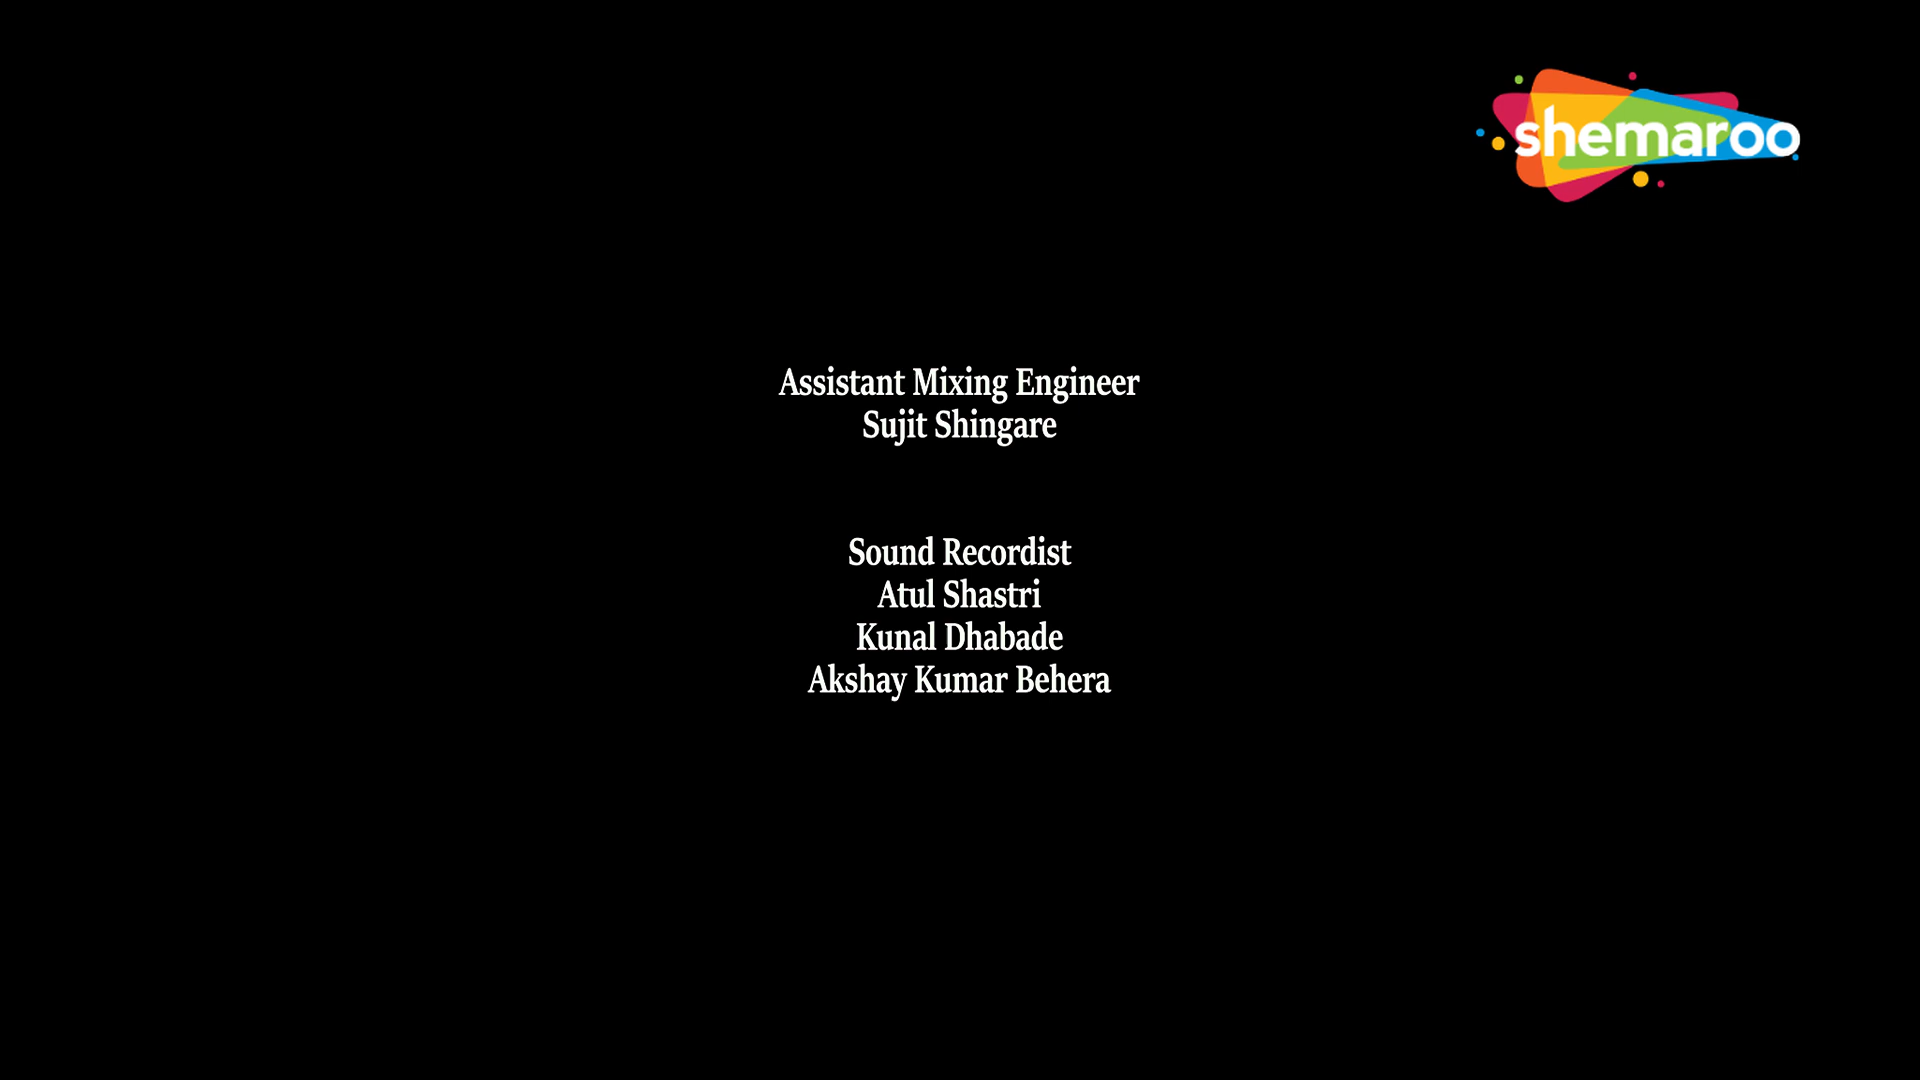 shemaroo
Assistant Mixing Engineer
Sujit Shingare
Sound Recordist
Atul Shastri
Kunal Dhabade
Akshay Kumar Behera